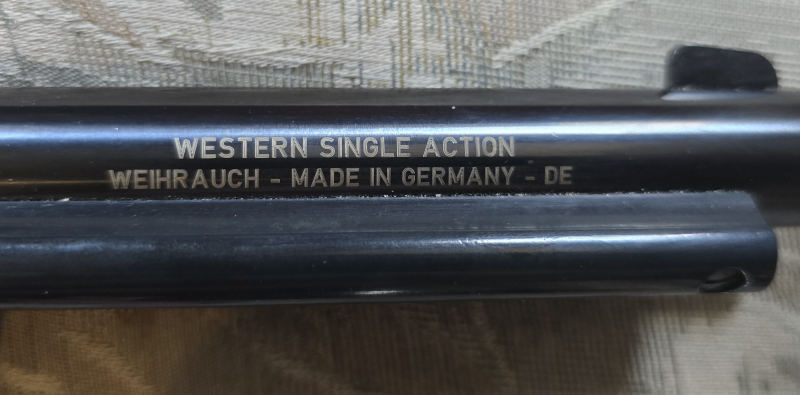 WESTERN SINGLE ACTION
WEIHRAUCH - MADE IN GERMANY - DE